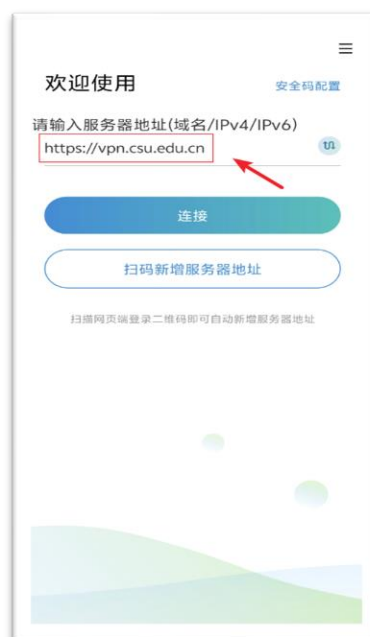 欢迎使用
安全码配置
请输入服务器地址(域名/IPv4/IPv6)
https://vpn.csu.edu.cn
连接
扫码新增服务器地址
扫描网页端登录二维码即可自动新增服务器地址